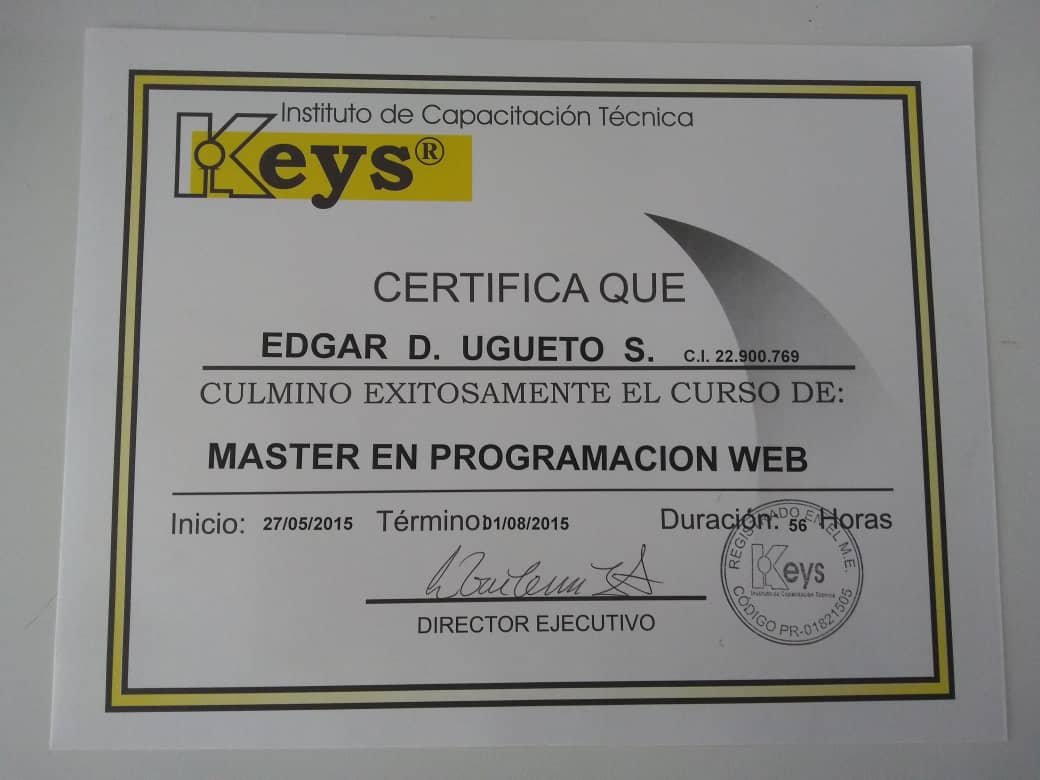 Instituto de Capacitación Técnica
Keys®
CERTIFICA QUE
EDGAR D. UGUETO S. C.I. 22.900.769
CULMINO EXITOSAMENTE EL CURSO DE:
MASTER EN PROGRAMACION WEB
Inicio: 27/05/2015 Término: 01/08/2015 Duración: 56 Horas
DIRECTOR EJECUTIVO
REGISTRADO EN EL M.E.
Keys
Instituto de Capacitación Técnica
CÓDIGO PR-01821505